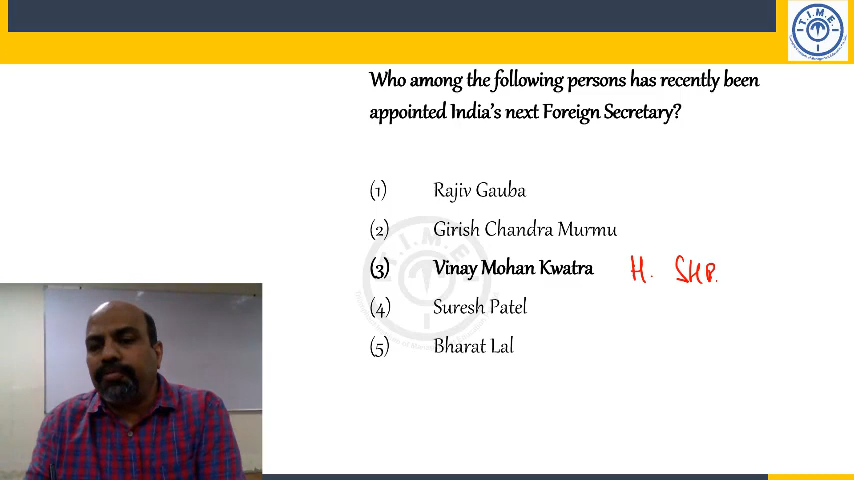 T.I.M.E.
Who among the following persons has recently been
appointed India's next Foreign Secretary?
(1) Rajiv Gauba
(2) Girish Chandra Murmu
(3) Vinay Mohan Kwatra H. SHR.
(4) Suresh Patel
(5) Bharat Lal